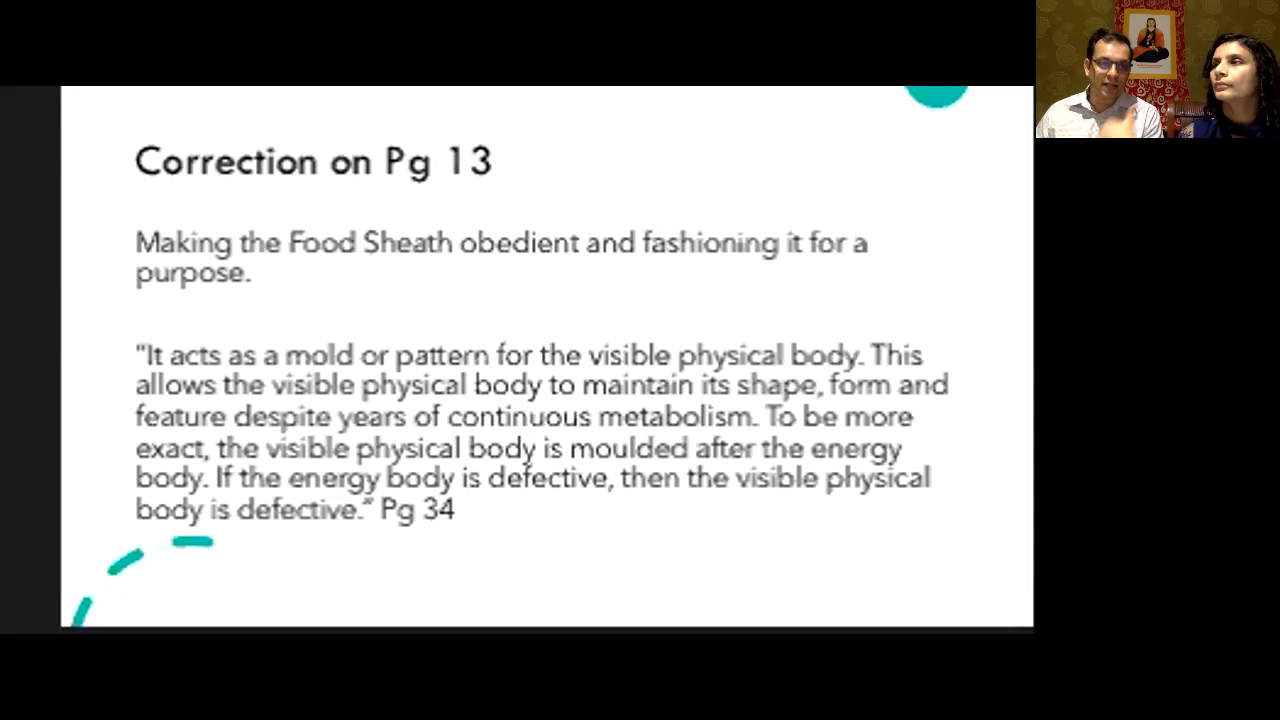 Correction on Pg 13
Making the Food Sheath obedient and fashioning it for a
purpose.
"It acts as a mold or pattern for the visible physical body. This
allows the visible physical body to maintain its shape, form and
feature despite years of continuous metabolism. To be more
exact, the visible physical body is moulded after the energy
body. If the energy body is defective, then the visible physical
body is defective.” Pg 34